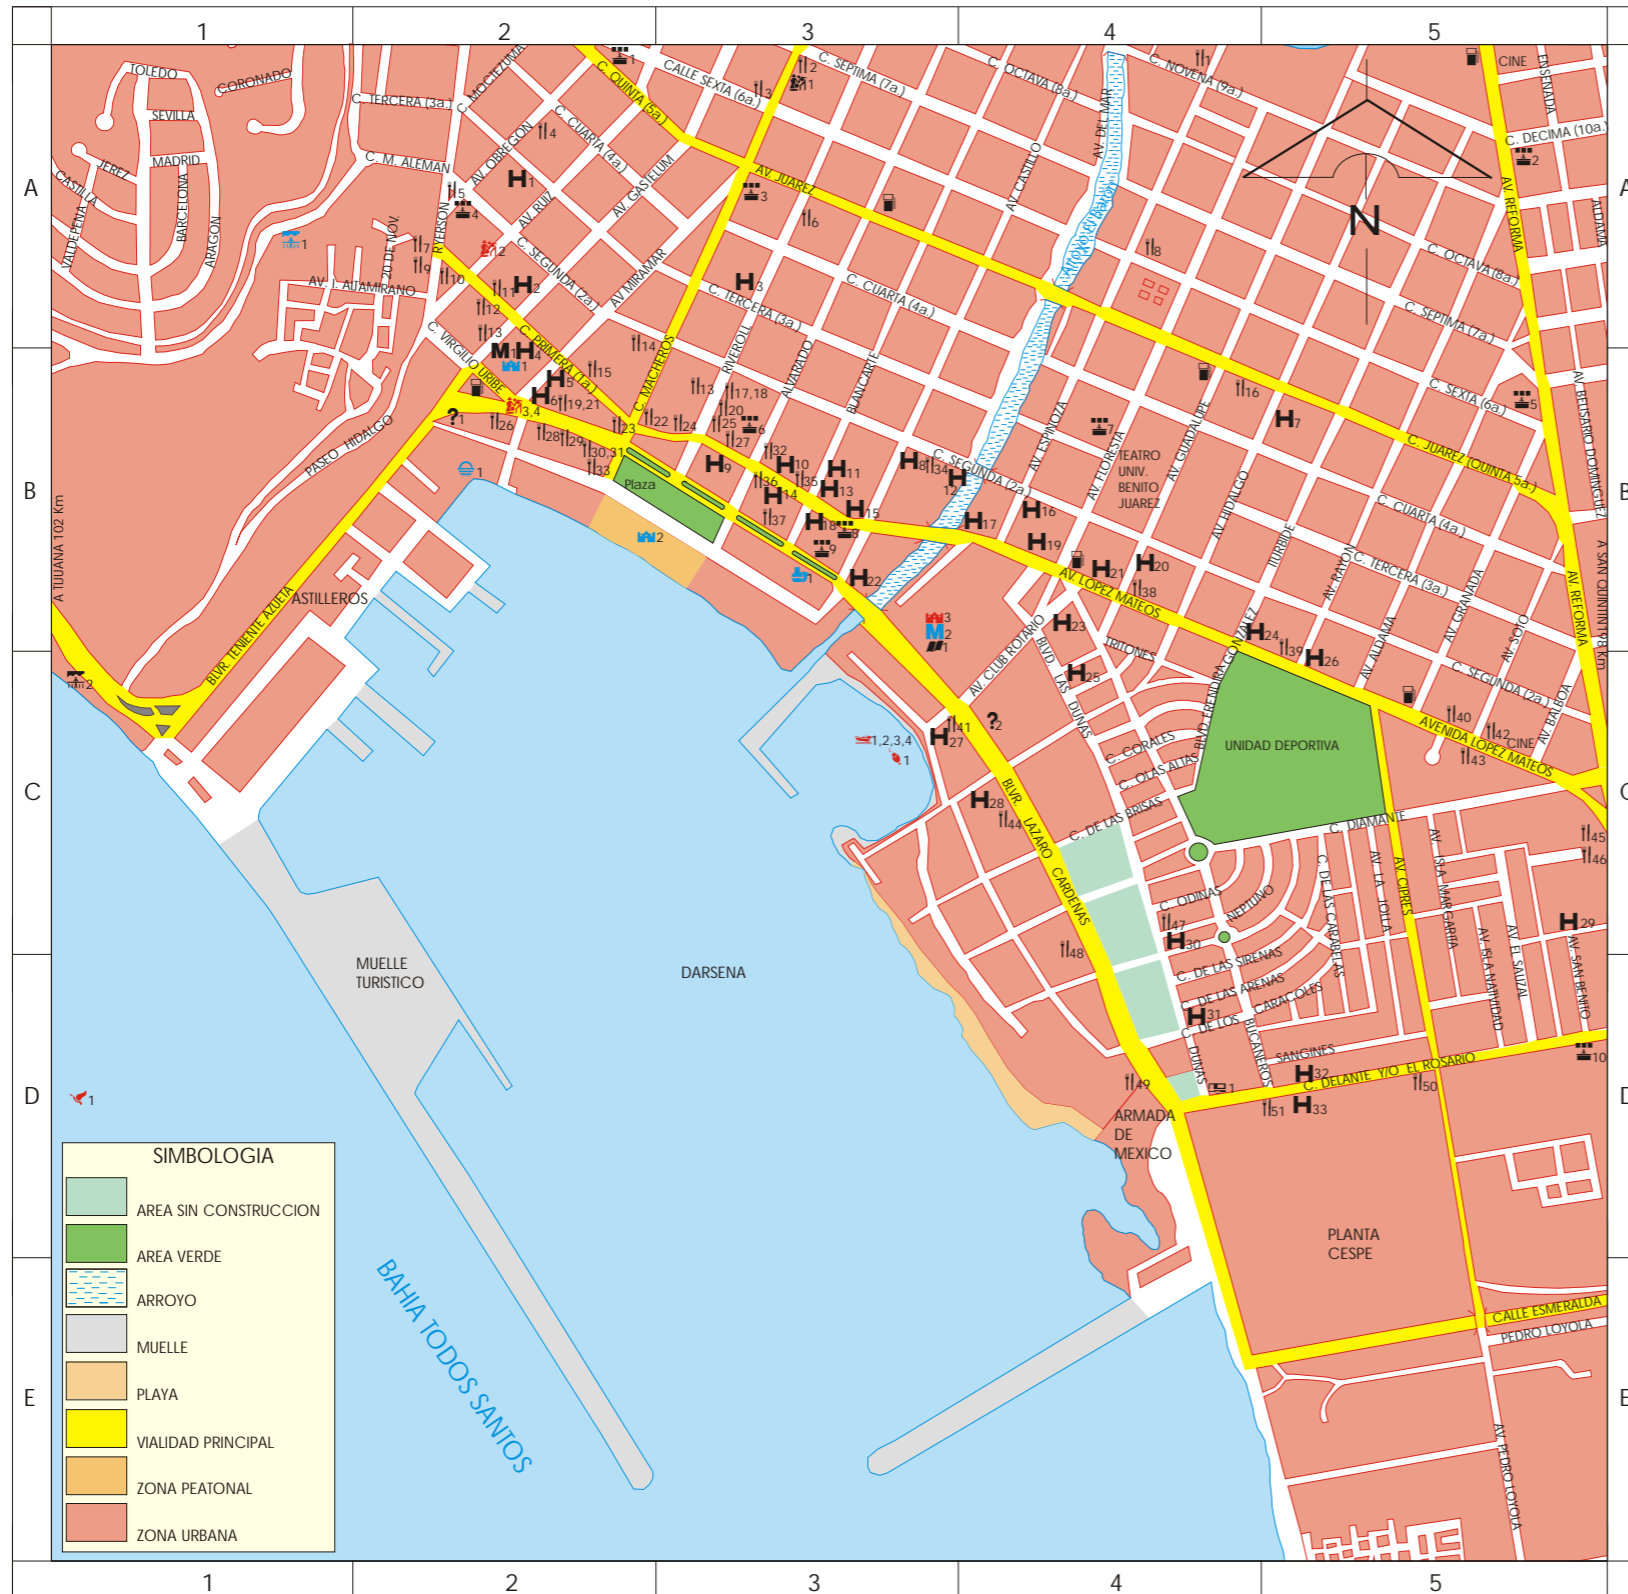 1 2 3 4 5
A
B
C
D
E
A
B
C
D
E
1 2 3 4 5
TOLEDO
CORONADO
SEVILLA
MADRID
JEREZ
CASTILLA
VALDEPEÑA
BARCELONA
ARAGON
C. TERCERA (3a.)
C. M. ALEMAN
C. MOCTEZUMA
AV. OBREGON
C. CUARTA (4a.)
AV. RUIZ
AV. GASTELUM
C. QUINTA (5a.)
CALLE SEXTA (6a.)
C. SEPTIMA (7a.)
C. OCTAVA (8a.)
C. NOVENA (9a.)
AV. DEL MAR
AV. CASTILLO
Arroyo El Gallo
AV. JUAREZ
CINE
ENSENADA
C. DECIMA (10a.)
AV. REFORMA
ALDAMA
N
C. OCTAVA (8a.)
C. SEPTIMA (7a.)
C. SEXTA (6a.)
AV. BELISARIO DOMINGUEZ
RYERSON
20 DE NOV.
AV. I. ALTAMIRANO
C. SEGUNDA (2a.)
AV MIRAMAR
C. PRIMERA (1a.)
C. VIRGILIO URIBE
C. MACHEROS
RIVEROLL
C. TERCERA (3a.)
C. CUARTA (4a.)
ALVARADO
BLANCARTE
PASEO HIDALGO
Plaza
C. SEGUNDA (2a.)
AV. ESPINOZA
AV. FLORESTA
AV. GUADALUPE
TEATRO
UNIV.
BENITO
JUAREZ
AV. HIDALGO
ITURBIDE
AV. RAYON
C. JUAREZ (QUINTA 5a.)
C. CUARTA (4a.)
C. TERCERA (3a.)
AV. GRANADA
AV. SOTO
AV. ALDAMA
C. SEGUNDA (2a.)
AV. BALBOA
AV. REFORMA
A SAN QUINTIN 198 Km
A TIJUANA 102 Km
ASTILLEROS
BLVR. TENIENTE AZUETA
AV. LOPEZ MATEOS
AV. CLUB ROTARIO
BLVD. LAS DUNAS
TRITONES
BLVD. ERENDIRA GONZALEZ
C. CORALES
C. OLAS ALTAS
C. DE LAS BRISAS
UNIDAD DEPORTIVA
AVENIDA LOPEZ MATEOS
CINE
C. DIAMANTE
BLVR. LAZARO CARDENAS
C. ODINAS
NEPTUNO
C. DE LAS CARABELAS
AV. LA JOLLA
AV. CIPRES
AV. ISLA MARGARITA
AV. ISLA NATIVIDAD
AV. EL SAUZAL
AV. SAN BENITO
C. DE LAS SIRENAS
C. DE LAS ARENAS
C. DE LOS CARACOLES
BUCANEROS
DUNAS
SANGINES
C. DELANTE Y/O EL ROSARIO
MUELLE
TURISTICO
DARSENA
ARMADA
DE
MEXICO
PLANTA
CESPE
CALLE ESMERALDA
PEDRO LOYOLA
AV. PEDRO LOYOLA
BAHIA TODOS SANTOS
SIMBOLOGIA
AREA SIN CONSTRUCCION
AREA VERDE
ARROYO
MUELLE
PLAYA
VIALIDAD PRINCIPAL
ZONA PEATONAL
ZONA URBANA